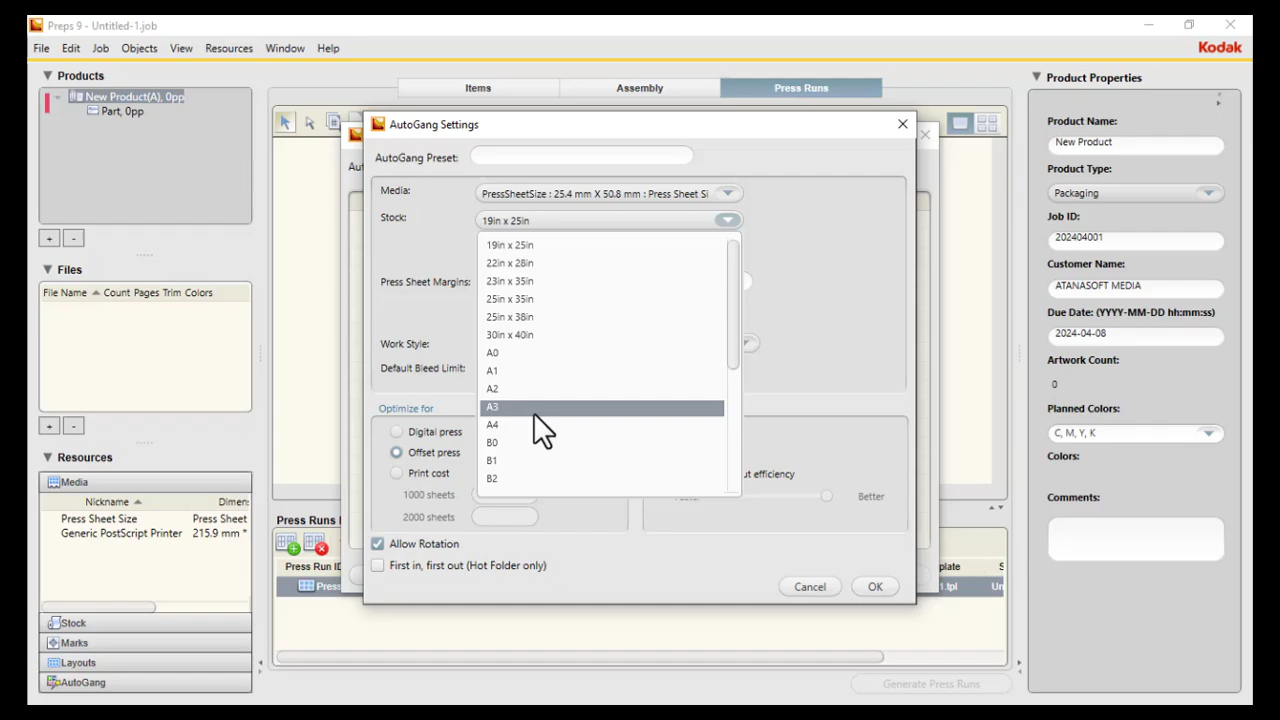 Preps 9 - Untitled-1.job
File Edit Job Objects View Resources Window Help
Kodak
Products
New Product(A), 0pp
Part, 0pp
+ -
Files
File Name Count Pages Trim Colors
+ -
Resources
Media
Nickname Dimen:
Press Sheet Size Press Sheet
Generic PostScript Printer 215.9 mm *
Stock
Marks
Layouts
AutoGang
Items Assembly Press Runs
AutoGang Settings
AutoGang Preset:
Media: PressSheetSize : 25.4 mm X 50.8 mm : Press Sheet Si
Stock: 19in x 25in
19in x 25in
22in x 28in
23in x 35in
25in x 35in
25in x 38in
30in x 40in
A0
A1
A2
A3
A4
B0
B1
B2
Press Sheet Margins:
Work Style:
Default Bleed Limit:
Optimize for
Digital press
Offset press
Print cost
1000 sheets
2000 sheets
ut efficiency
Better
Allow Rotation
First in, first out (Hot Folder only)
Cancel OK
Press Runs
Press Run ID
Press
plate S
1.tpl Un
Generate Press Runs
Product Properties
Product Name:
New Product
Product Type:
Packaging
Job ID:
202404001
Customer Name:
ATANASOFT MEDIA
Due Date: (YYYY-MM-DD hh:mm:ss)
2024-04-08
Artwork Count:
0
Planned Colors:
C, M, Y, K
Colors:
Comments: